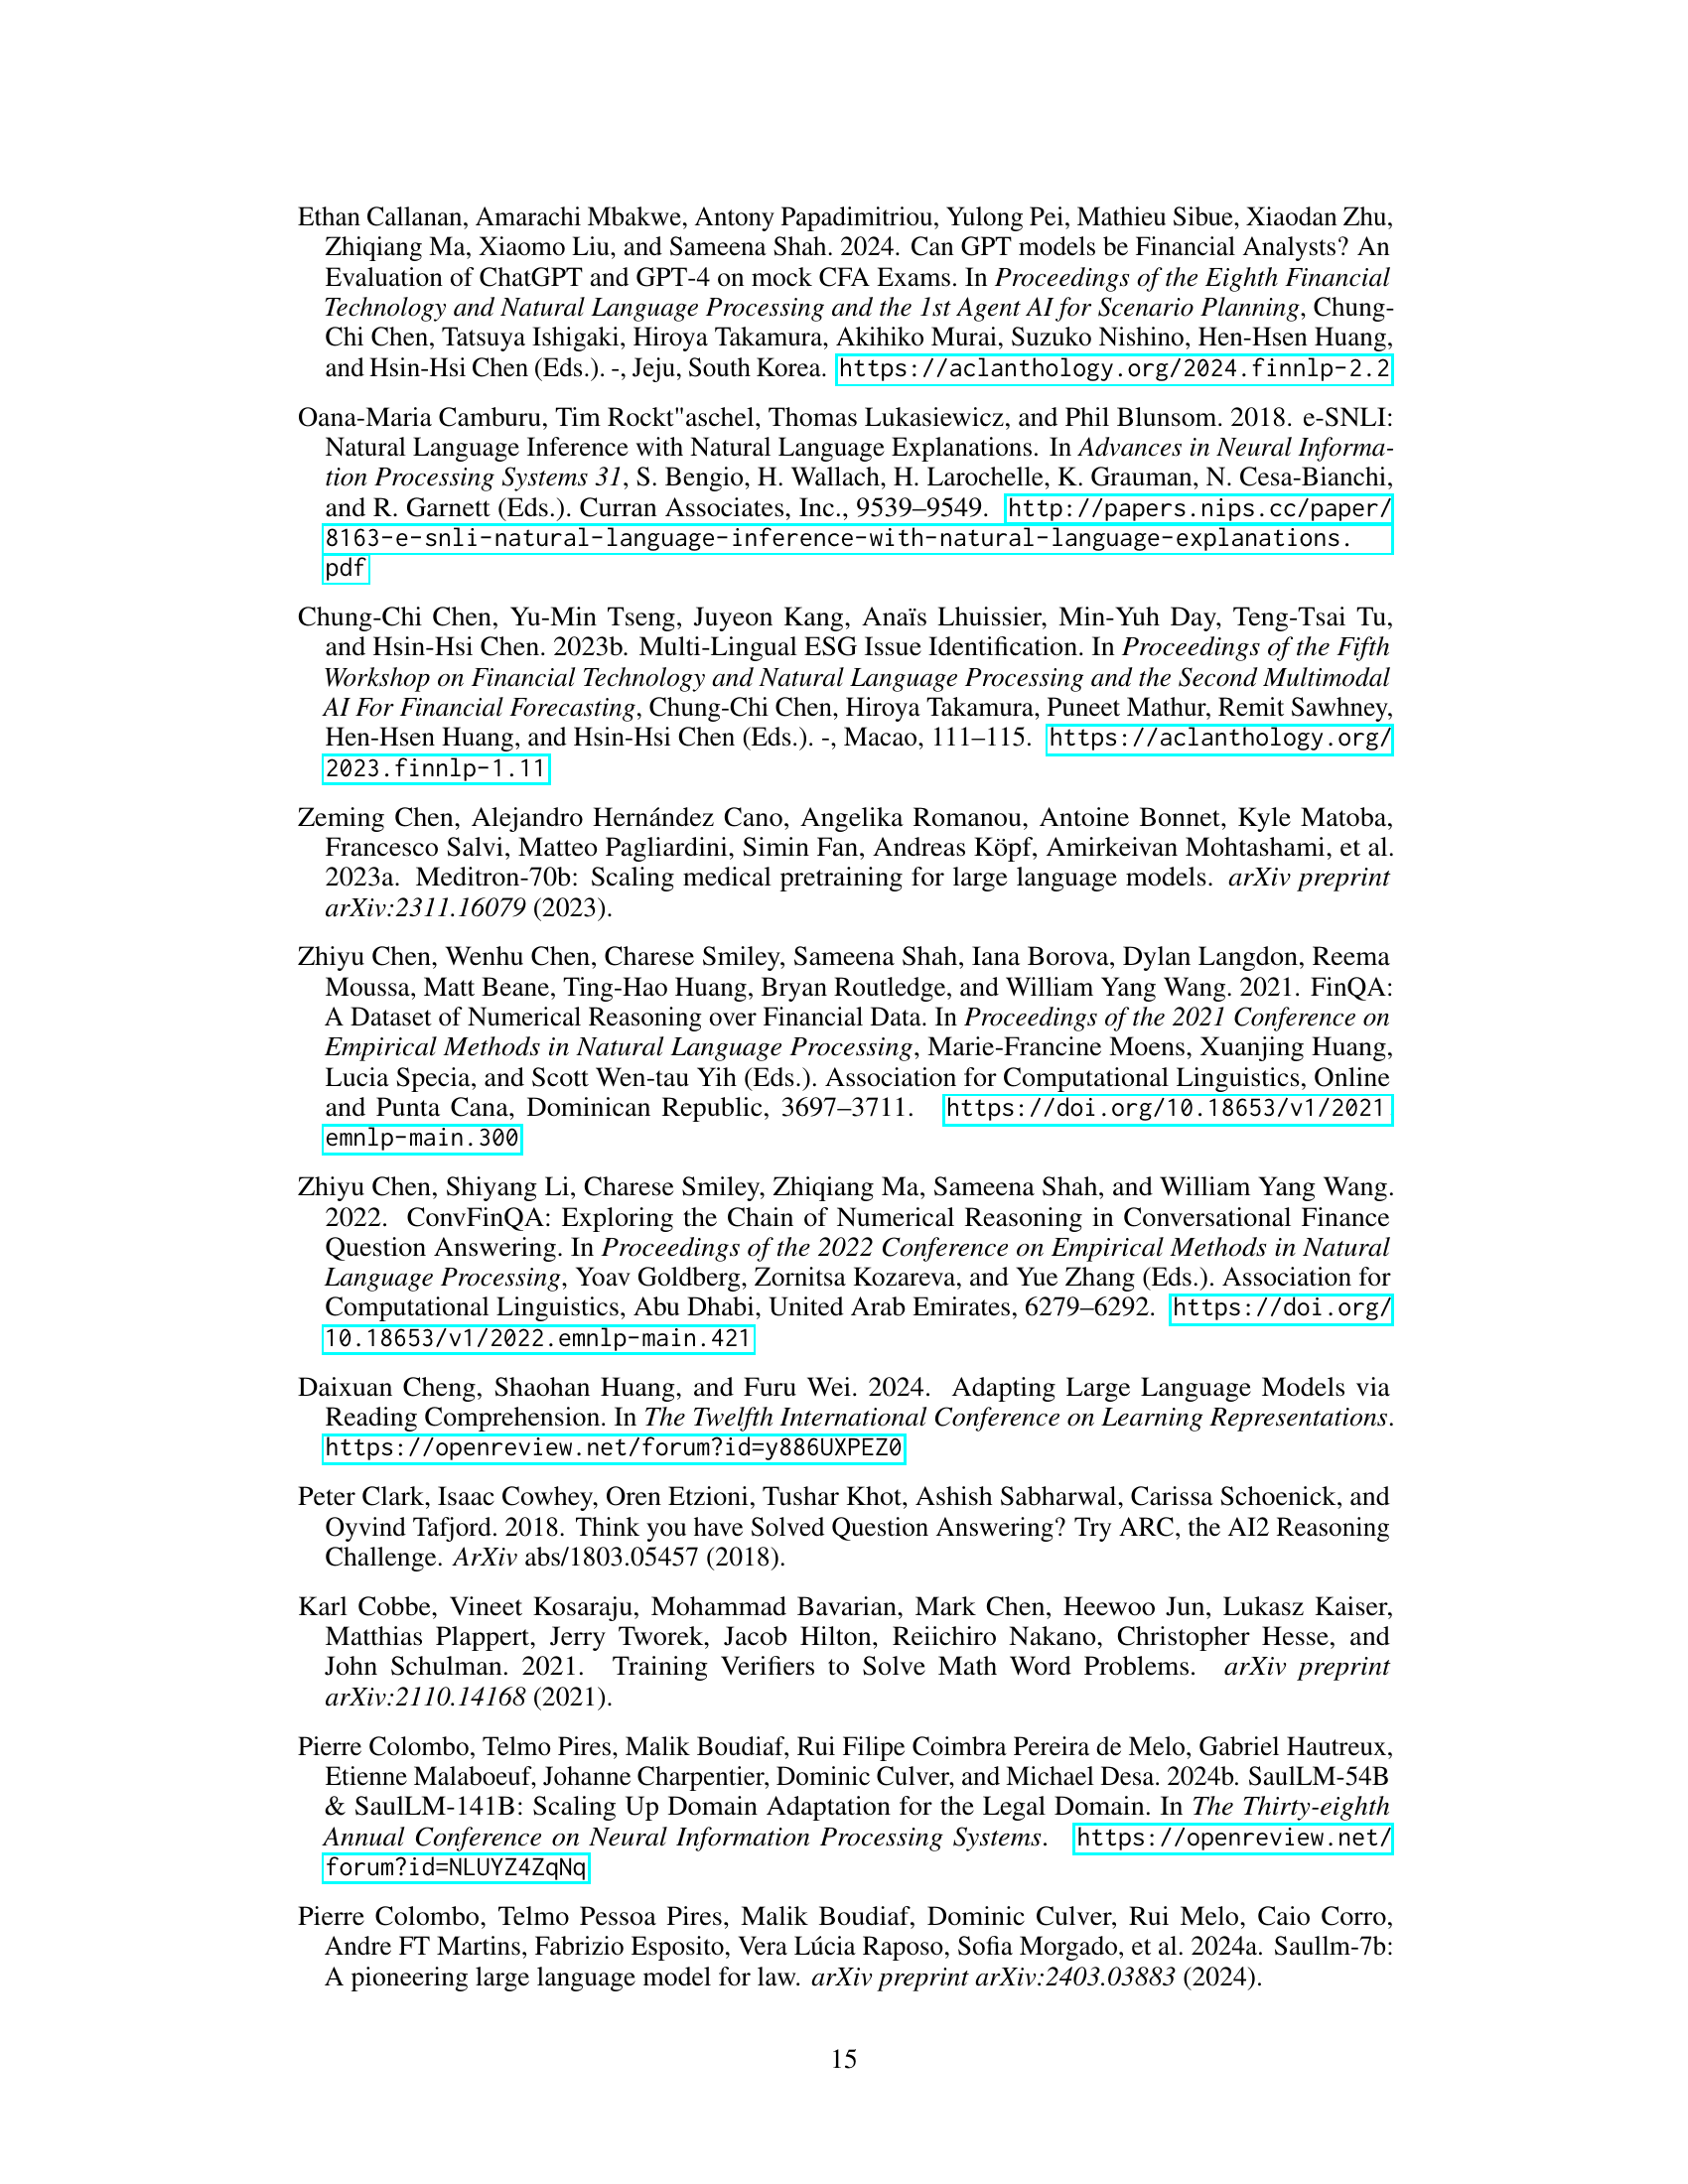 Ethan Callanan, Amarachi Mbakwe, Antony Papadimitriou, Yulong Pei, Mathieu Sibue, Xiaodan Zhu,
Zhiqiang Ma, Xiaomo Liu, and Sameena Shah. 2024. Can GPT models be Financial Analysts? An
Evaluation of ChatGPT and GPT-4 on mock CFA Exams. In Proceedings of the Eighth Financial
Technology and Natural Language Processing and the 1st Agent AI for Scenario Planning, Chung-
Chi Chen, Tatsuya Ishigaki, Hiroya Takamura, Akihiko Murai, Suzuko Nishino, Hen-Hsen Huang,
and Hsin-Hsi Chen (Eds.). -, Jeju, South Korea. https://aclanthology.org/2024.finnlp-2.2
Oana-Maria Camburu, Tim Rockt"aschel, Thomas Lukasiewicz, and Phil Blunsom. 2018. e-SNLI:
Natural Language Inference with Natural Language Explanations. In Advances in Neural Informa-
tion Processing Systems 31, S. Bengio, H. Wallach, H. Larochelle, K. Grauman, N. Cesa-Bianchi,
and R. Garnett (Eds.). Curran Associates, Inc., 9539–9549. http://papers.nips.cc/paper/
8163-e-snli-natural-language-inference-with-natural-language-explanations.
pdf
Chung-Chi Chen, Yu-Min Tseng, Juyeon Kang, Anaïs Lhuissier, Min-Yuh Day, Teng-Tsai Tu,
and Hsin-Hsi Chen. 2023b. Multi-Lingual ESG Issue Identification. In Proceedings of the Fifth
Workshop on Financial Technology and Natural Language Processing and the Second Multimodal
AI For Financial Forecasting, Chung-Chi Chen, Hiroya Takamura, Puneet Mathur, Remit Sawhney,
Hen-Hsen Huang, and Hsin-Hsi Chen (Eds.). -, Macao, 111–115. https://aclanthology.org/
2023.finnlp-1.11
Zeming Chen, Alejandro Hernández Cano, Angelika Romanou, Antoine Bonnet, Kyle Matoba,
Francesco Salvi, Matteo Pagliardini, Simin Fan, Andreas Köpf, Amirkeivan Mohtashami, et al.
2023a. Meditron-70b: Scaling medical pretraining for large language models. arXiv preprint
arXiv:2311.16079 (2023).
Zhiyu Chen, Wenhu Chen, Charese Smiley, Sameena Shah, Iana Borova, Dylan Langdon, Reema
Moussa, Matt Beane, Ting-Hao Huang, Bryan Routledge, and William Yang Wang. 2021. FinQA:
A Dataset of Numerical Reasoning over Financial Data. In Proceedings of the 2021 Conference on
Empirical Methods in Natural Language Processing, Marie-Francine Moens, Xuanjing Huang,
Lucia Specia, and Scott Wen-tau Yih (Eds.). Association for Computational Linguistics, Online
and Punta Cana, Dominican Republic, 3697–3711. https://doi.org/10.18653/v1/2021.
emnlp-main.300
Zhiyu Chen, Shiyang Li, Charese Smiley, Zhiqiang Ma, Sameena Shah, and William Yang Wang.
2022. ConvFinQA: Exploring the Chain of Numerical Reasoning in Conversational Finance
Question Answering. In Proceedings of the 2022 Conference on Empirical Methods in Natural
Language Processing, Yoav Goldberg, Zornitsa Kozareva, and Yue Zhang (Eds.). Association for
Computational Linguistics, Abu Dhabi, United Arab Emirates, 6279–6292. https://doi.org/
10.18653/v1/2022.emnlp-main.421
Daixuan Cheng, Shaohan Huang, and Furu Wei. 2024. Adapting Large Language Models via
Reading Comprehension. In The Twelfth International Conference on Learning Representations.
https://openreview.net/forum?id=y886UXPEZ0
Peter Clark, Isaac Cowhey, Oren Etzioni, Tushar Khot, Ashish Sabharwal, Carissa Schoenick, and
Oyvind Tafjord. 2018. Think you have Solved Question Answering? Try ARC, the AI2 Reasoning
Challenge. ArXiv abs/1803.05457 (2018).
Karl Cobbe, Vineet Kosaraju, Mohammad Bavarian, Mark Chen, Heewoo Jun, Lukasz Kaiser,
Matthias Plappert, Jerry Tworek, Jacob Hilton, Reiichiro Nakano, Christopher Hesse, and
John Schulman. 2021. Training Verifiers to Solve Math Word Problems. arXiv preprint
arXiv:2110.14168 (2021).
Pierre Colombo, Telmo Pires, Malik Boudiaf, Rui Filipe Coimbra Pereira de Melo, Gabriel Hautreux,
Etienne Malaboeuf, Johanne Charpentier, Dominic Culver, and Michael Desa. 2024b. SaulLM-54B
& SaulLM-141B: Scaling Up Domain Adaptation for the Legal Domain. In The Thirty-eighth
Annual Conference on Neural Information Processing Systems. https://openreview.net/
forum?id=NLUYZ4ZqNq
Pierre Colombo, Telmo Pessoa Pires, Malik Boudiaf, Dominic Culver, Rui Melo, Caio Corro,
Andre FT Martins, Fabrizio Esposito, Vera Lúcia Raposo, Sofia Morgado, et al. 2024a. Saullm-7b:
A pioneering large language model for law. arXiv preprint arXiv:2403.03883 (2024).
15